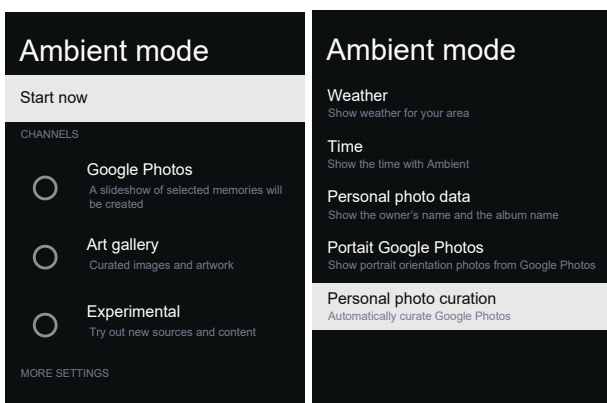 Ambient mode
Start now
CHANNELS
Google Photos
A slideshow of selected memories will
be created
Art gallery
Curated images and artwork
Experimental
Try out new sources and content
MORE SETTINGS
Ambient mode
Weather
Show weather for your area
Time
Show the time with Ambient
Personal photo data
Show the owner's name and the album name
Portait Google Photos
Show portrait orientation photos from Google Photos
Personal photo curation
Automatically curate Google Photos